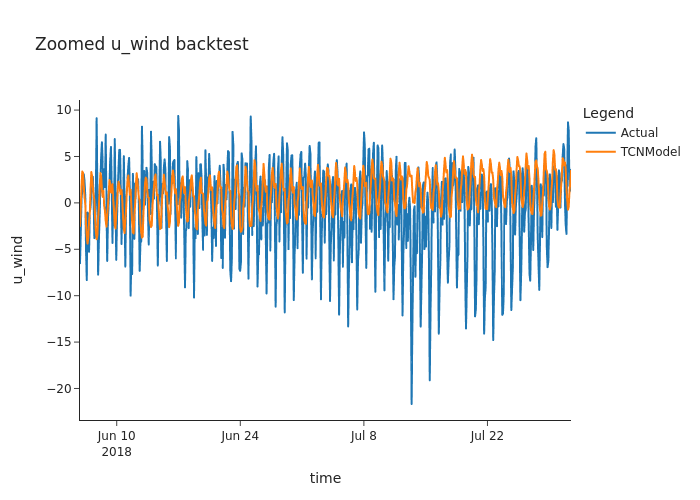 Zoomed u_wind backtest
Legend
Actual
TCNModel
u_wind
10
5
0
−5
−10
−15
−20
Jun 10
2018
Jun 24
Jul 8
Jul 22
time